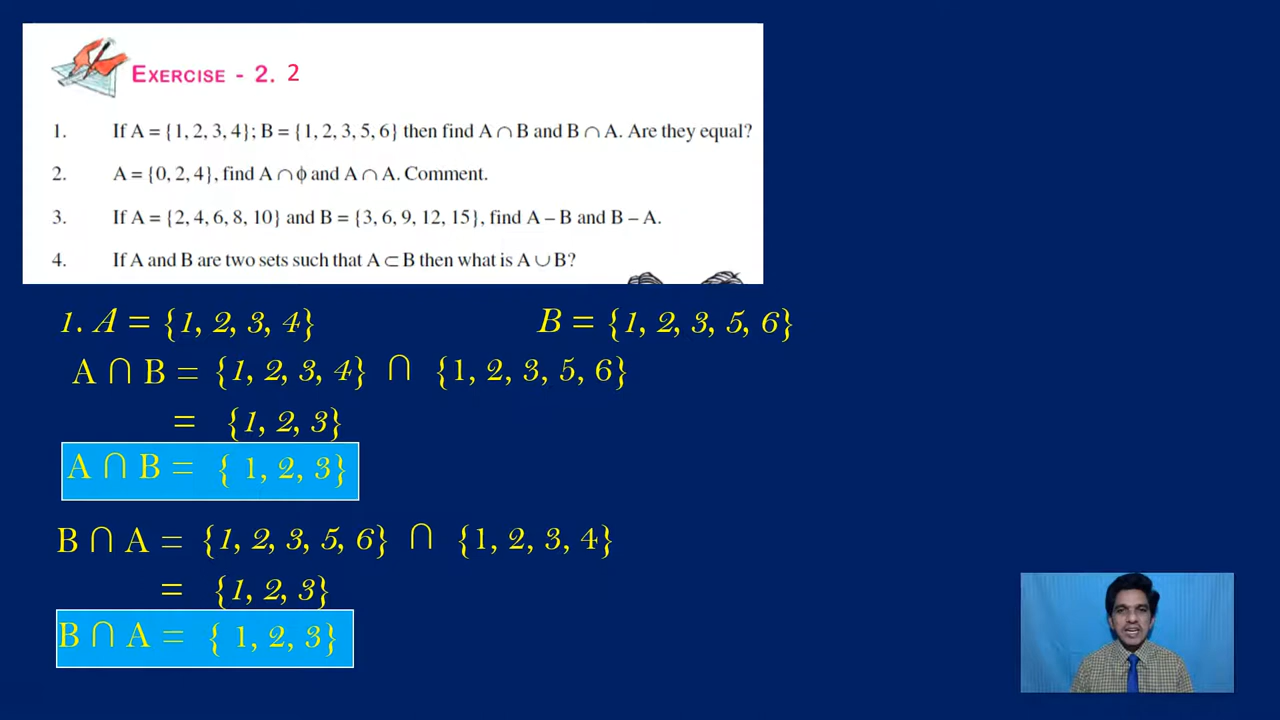 EXERCISE - 2. 2
1. If A = {1, 2, 3, 4}; B = {1, 2, 3, 5, 6} then find A ∩ B and B ∩ A. Are they equal?
2. A = {0, 2, 4}, find A ∩ ϕ and A ∩ A. Comment.
3. If A = {2, 4, 6, 8, 10} and B = {3, 6, 9, 12, 15}, find A – B and B – A.
4. If A and B are two sets such that A ⊂ B then what is A ∪ B?
1. A = {1, 2, 3, 4} B = {1, 2, 3, 5, 6}
A ∩ B = {1, 2, 3, 4} ∩ {1, 2, 3, 5, 6}
= {1, 2, 3}
A ∩ B = { 1, 2, 3}
B ∩ A = {1, 2, 3, 5, 6} ∩ {1, 2, 3, 4}
= {1, 2, 3}
B ∩ A = { 1, 2, 3}